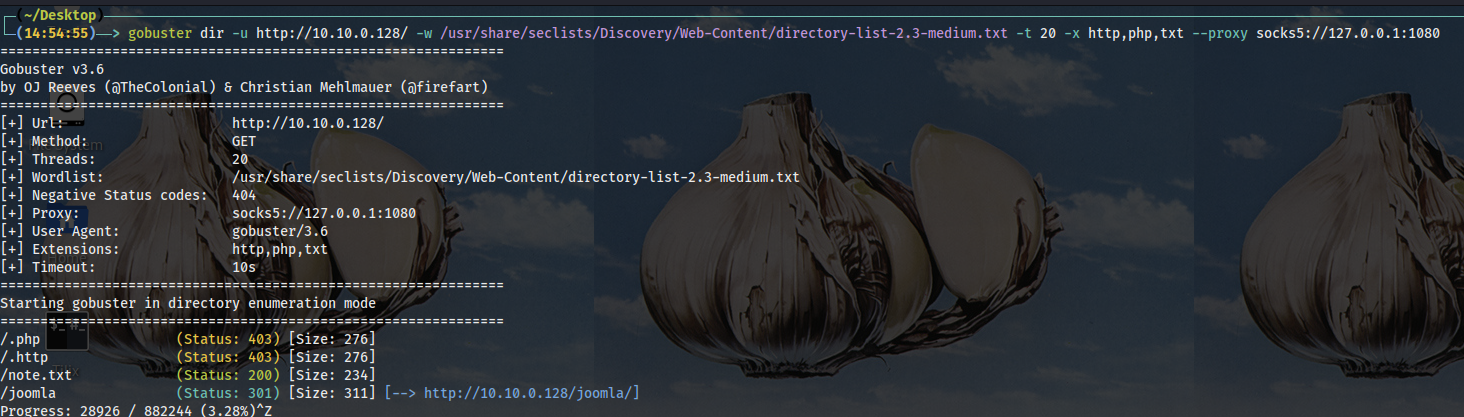 (~/Desktop)
(14:54:55)—> gobuster dir -u http://10.10.0.128/ -w /usr/share/seclists/Discovery/Web-Content/directory-list-2.3-medium.txt -t 20 -x http,php,txt --proxy socks5://127.0.0.1:1080
===============================================================
Gobuster v3.6
by OJ Reeves (@TheColonial) & Christian Mehlmauer (@firefart)
===============================================================
[+] Url:                     http://10.10.0.128/
[+] Method:                  GET
[+] Threads:                 20
[+] Wordlist:                /usr/share/seclists/Discovery/Web-Content/directory-list-2.3-medium.txt
[+] Negative Status codes:   404
[+] Proxy:                   socks5://127.0.0.1:1080
[+] User Agent:              gobuster/3.6
[+] Extensions:              http,php,txt
[+] Timeout:                 10s
===============================================================
Starting gobuster in directory enumeration mode
===============================================================
/.php                 (Status: 403) [Size: 276]
/.http                (Status: 403) [Size: 276]
/note.txt             (Status: 200) [Size: 234]
/joomla               (Status: 301) [Size: 311] [--> http://10.10.0.128/joomla/]
Progress: 28926 / 882244 (3.28%)^Z